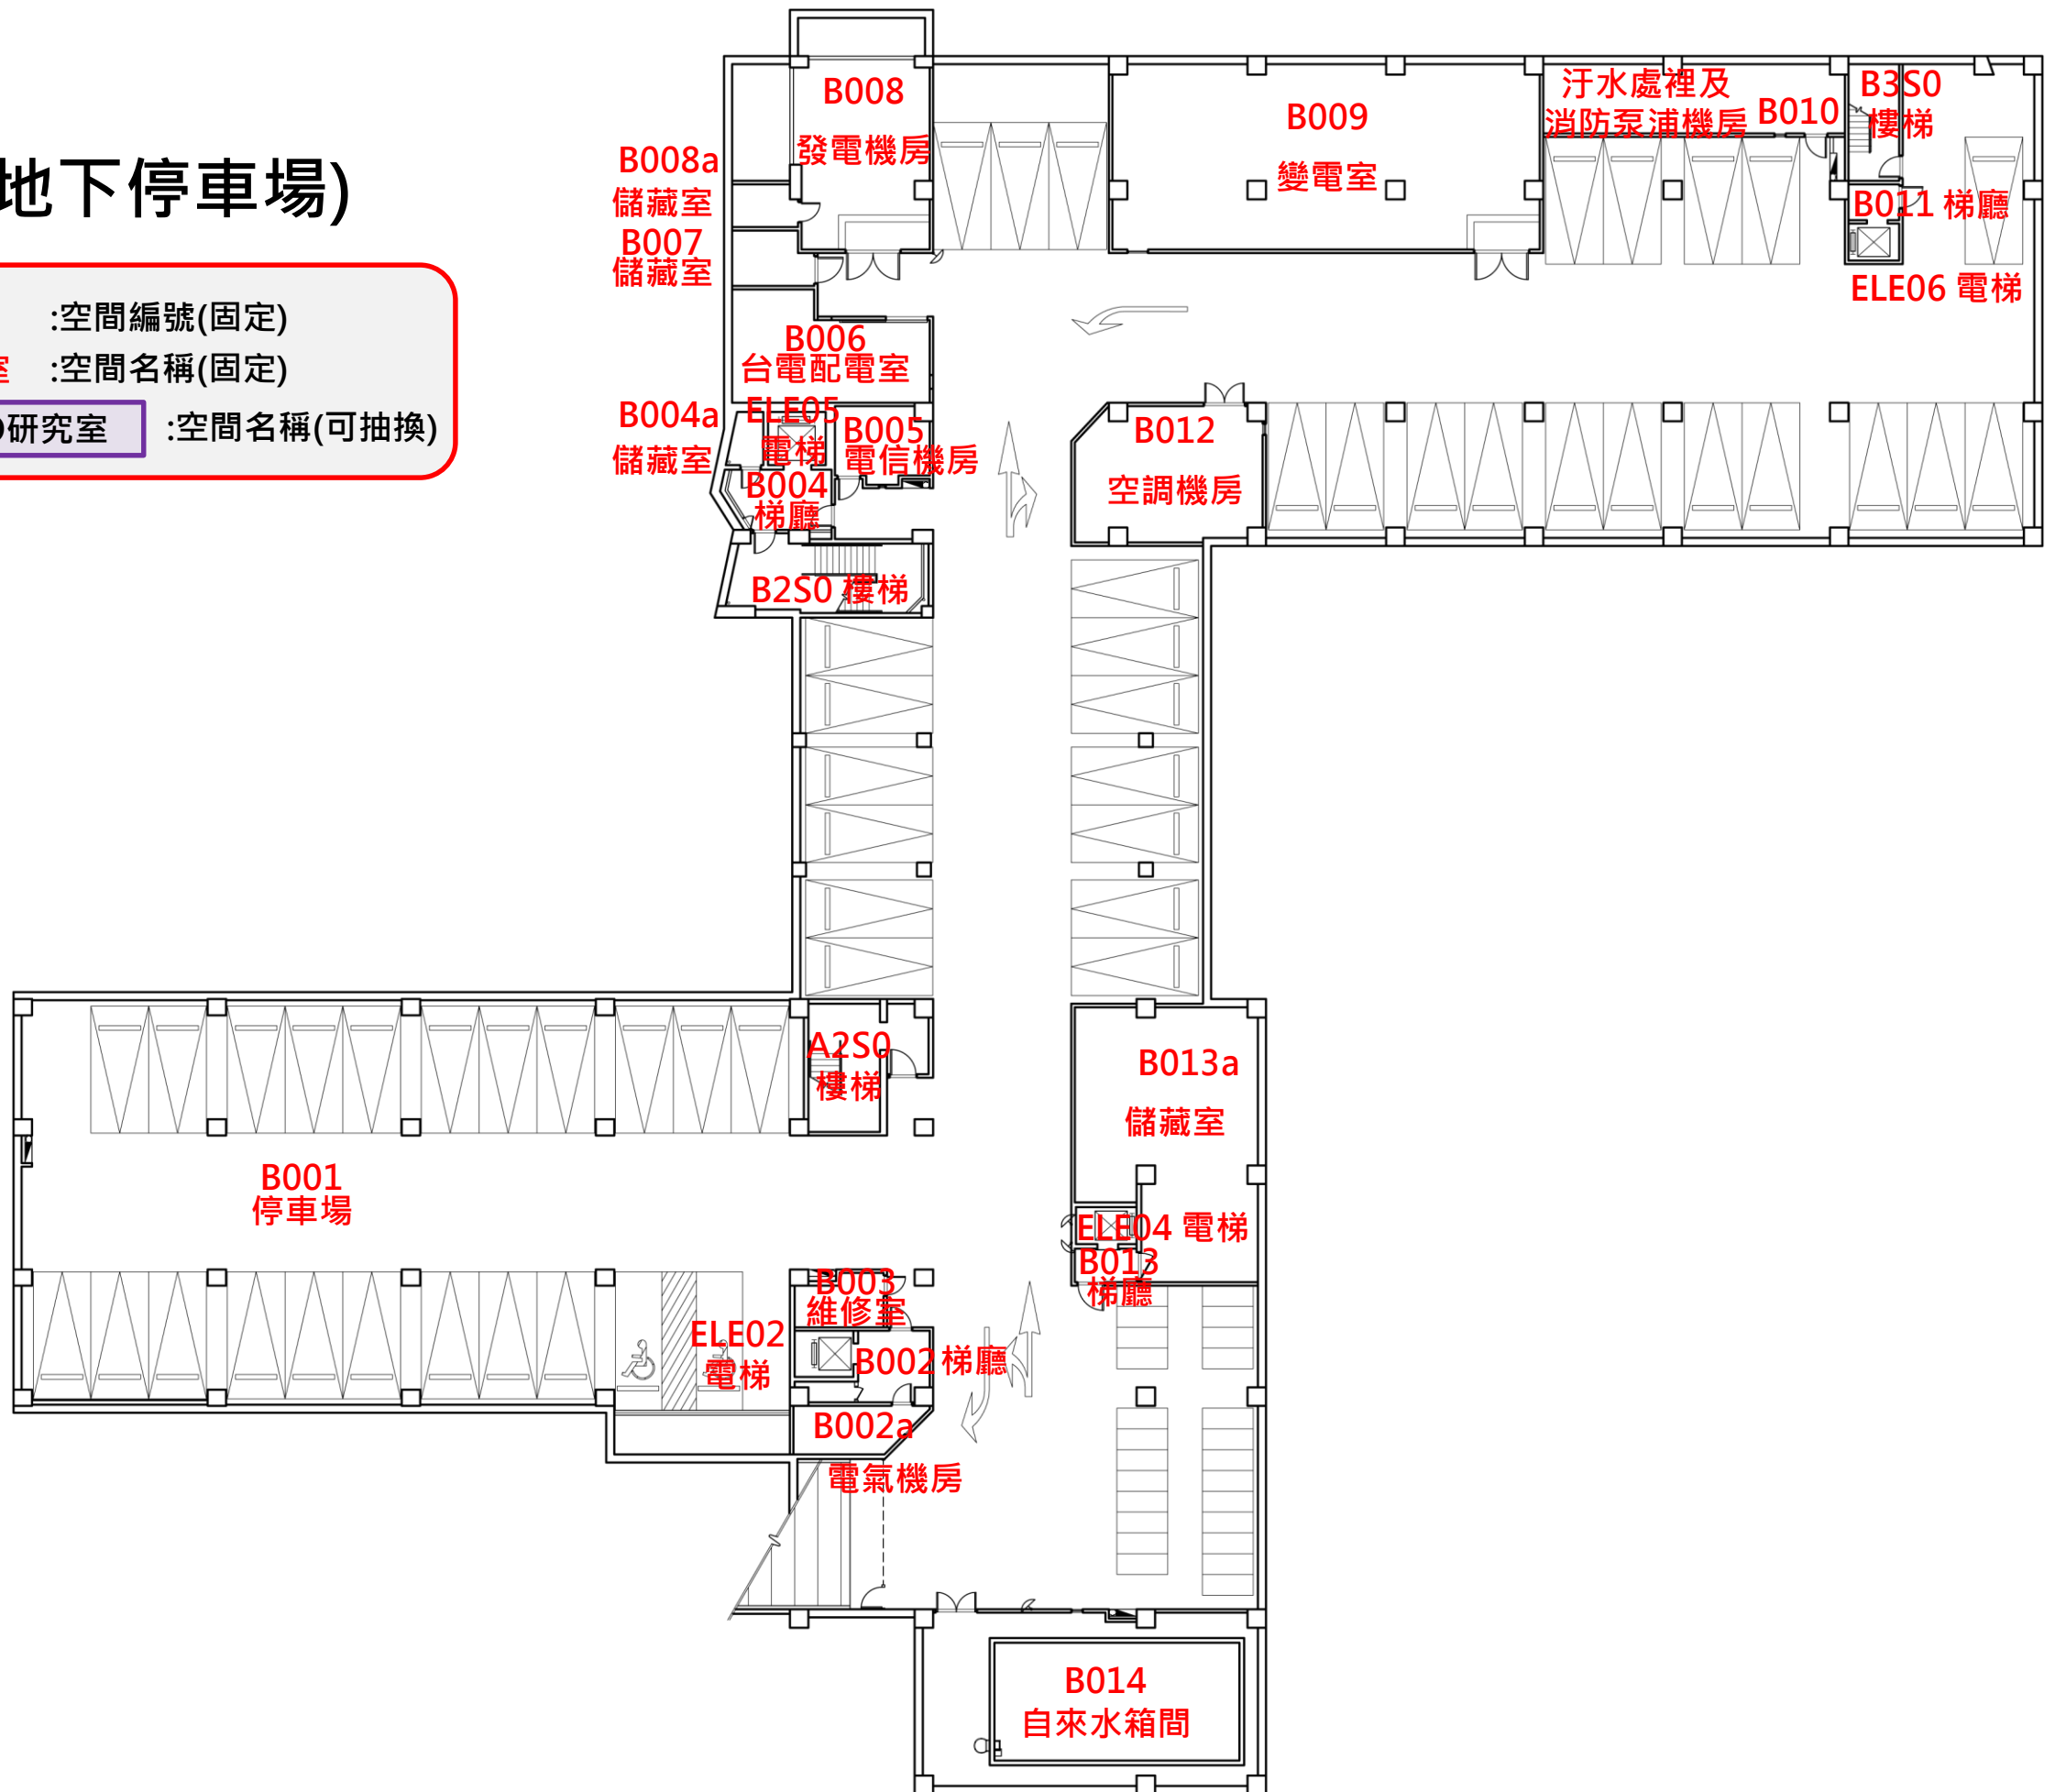 地下停車場)
:空間編號(固定)
室 :空間名稱(固定)
研究室 :空間名稱(可抽換)
B008
發電機房
B008a
儲藏室
B007
儲藏室
B006
台電配電室
B004a
儲藏室
ELE05
電梯
B005
電信機房
B004
梯廳
B2S0 樓梯
B009
變電室
汙水處裡及
消防泵浦機房 B010
B3S0
樓梯
B011 梯廳
ELE06 電梯
B012
空調機房
A2S0
樓梯
B013a
儲藏室
B001
停車場
ELE04 電梯
B013
梯廳
B003
維修室
ELE02
電梯
B002 梯廳
B002a
電氣機房
B014
自來水箱間